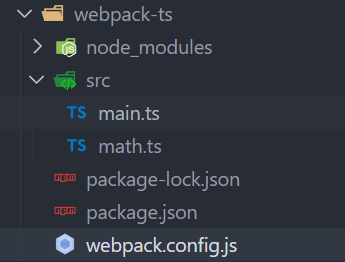 webpack-ts
node_modules
src
TS main.ts
TS math.ts
package-lock.json
package.json
webpack.config.js